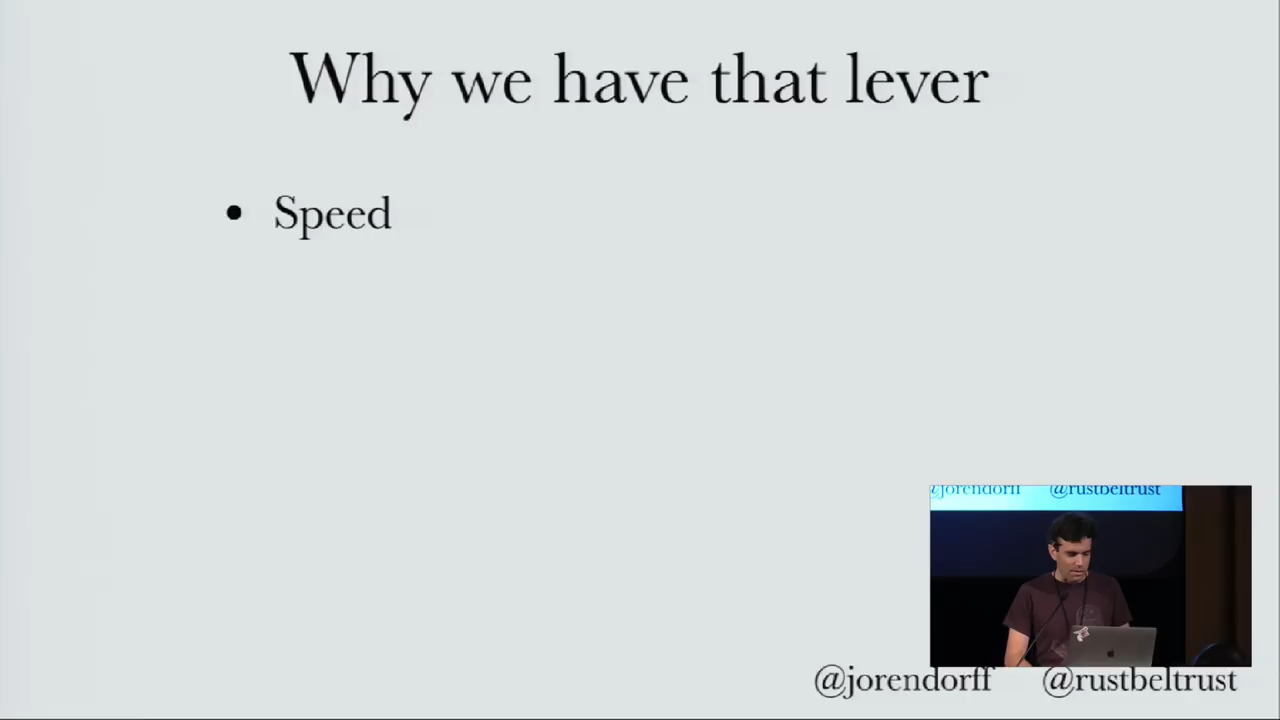 Why we have that lever
• Speed
@jorendorff @rustbeltrust
@jorendorff @rustbeltrust